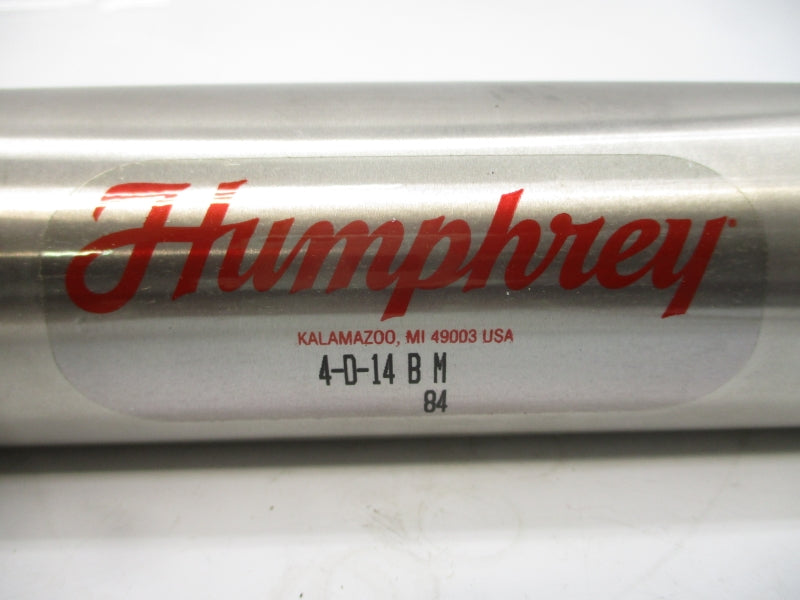 Humphrey
KALAMAZOO, MI 49003 USA
4-D-14 B M
84